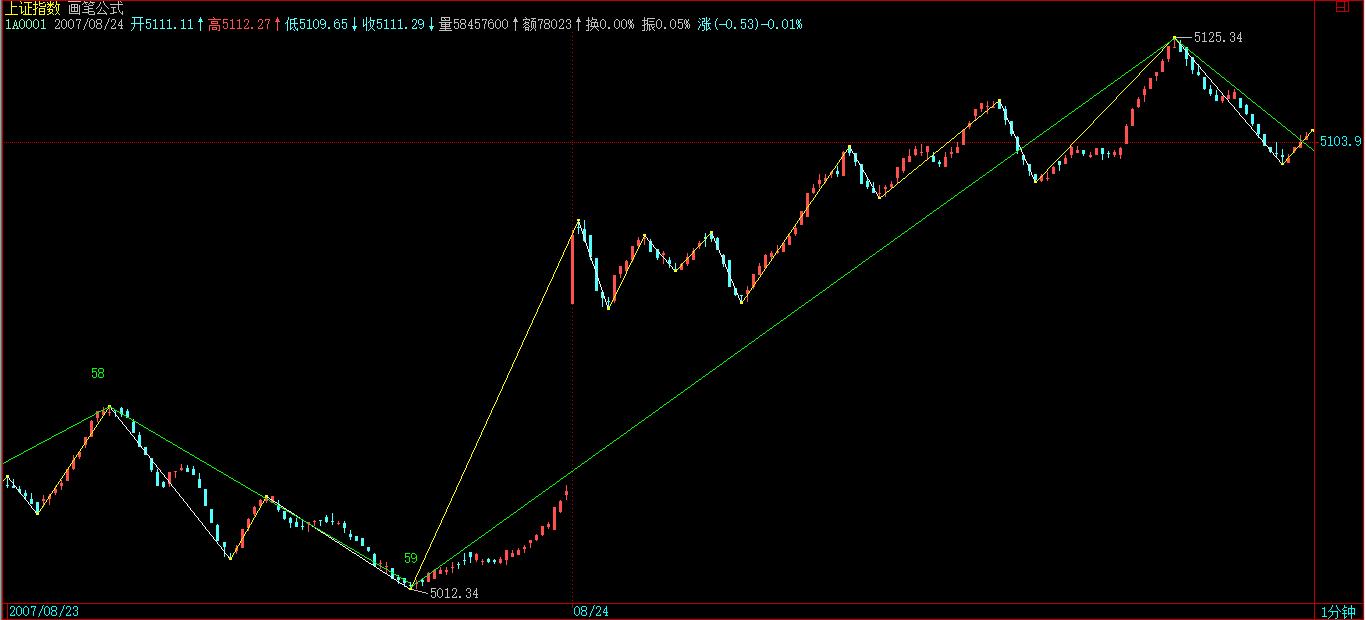 上证指数 画笔公式
日
1A0001 2007/08/24 开5111.11↑高5112.27↑低5109.65↓收5111.29↓量58457600↑额78023↑换0.00% 振0.05% 涨(-0.53)-0.01%
5125.34
5103.9
58
59
5012.34
2007/08/23 08/24 1分钟